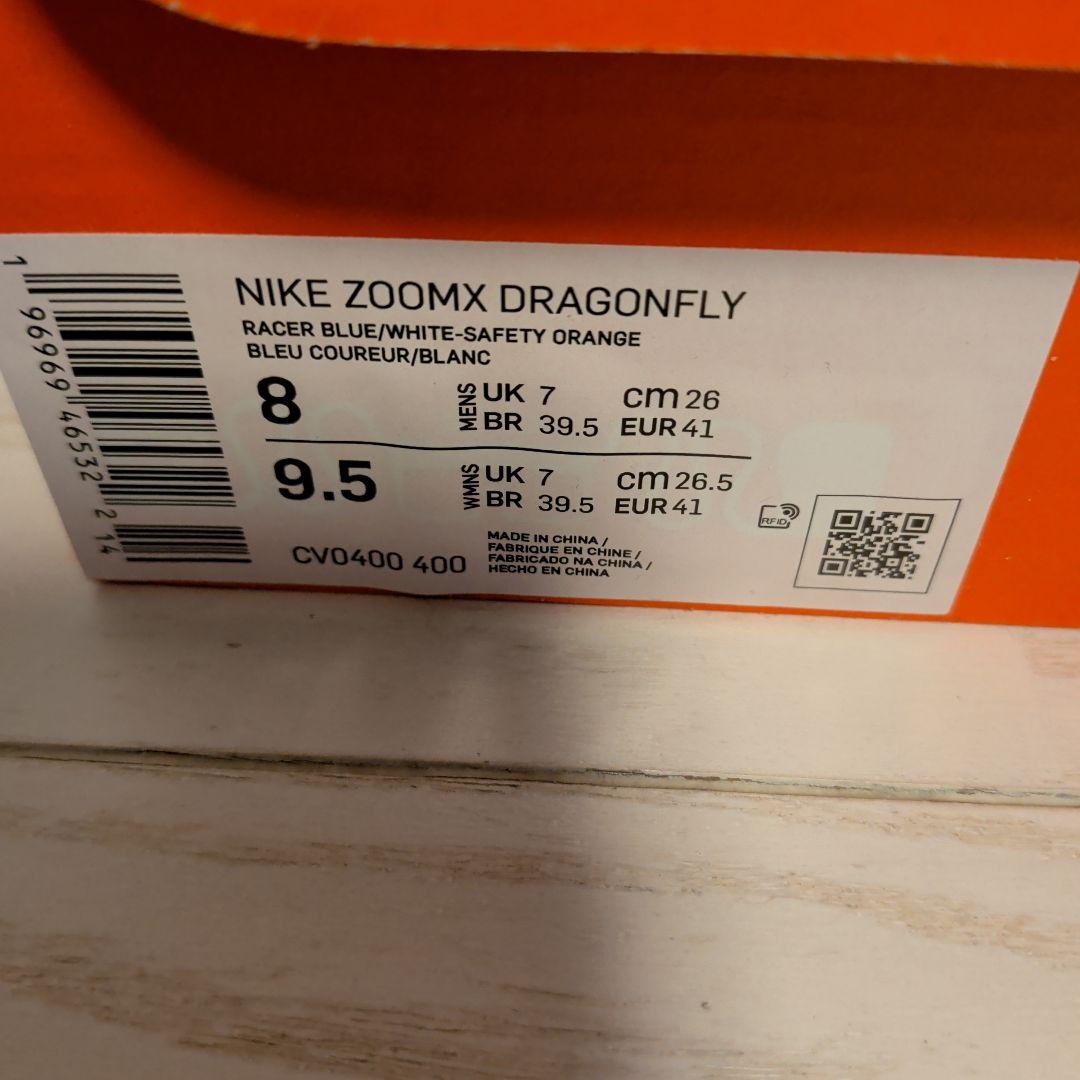 NIKE ZOOMX DRAGONFLY
RACER BLUE/WHITE-SAFETY ORANGE
BLEU COUREUR/BLANC
8 MENS UK 7 cm 26
BR 39.5 EUR 41
9.5 WMNS UK 7 cm 26.5
BR 39.5 EUR 41
CV0400 400
MADE IN CHINA /
FABRIQUE EN CHINE /
FABRICADO NA CHINA /
HECHO EN CHINA
RFID
1 96969 46532 2 14